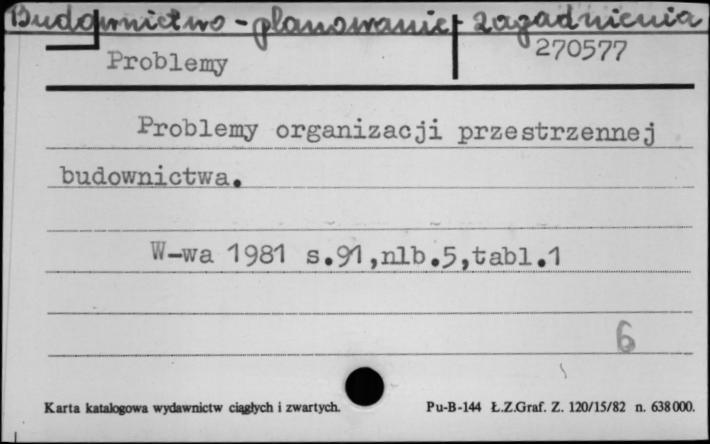 Budownictwo - planowanie - zagadnienia
270577
Problemy
Problemy organizacji przestrzennej
budownictwa.
W-wa 1981 s.91,nlb.5,tabl.1
6
Karta katalogowa wydawnictw ciągłych i zwartych. Pu-B-144 Ł.Z.Graf. Z. 120/15/82 n. 638000.